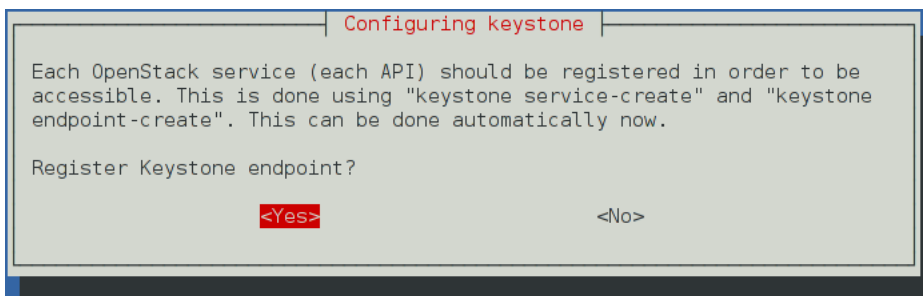 Configuring keystone
Each OpenStack service (each API) should be registered in order to be
accessible. This is done using "keystone service-create" and "keystone
endpoint-create". This can be done automatically now.
Register Keystone endpoint?
<Yes> <No>